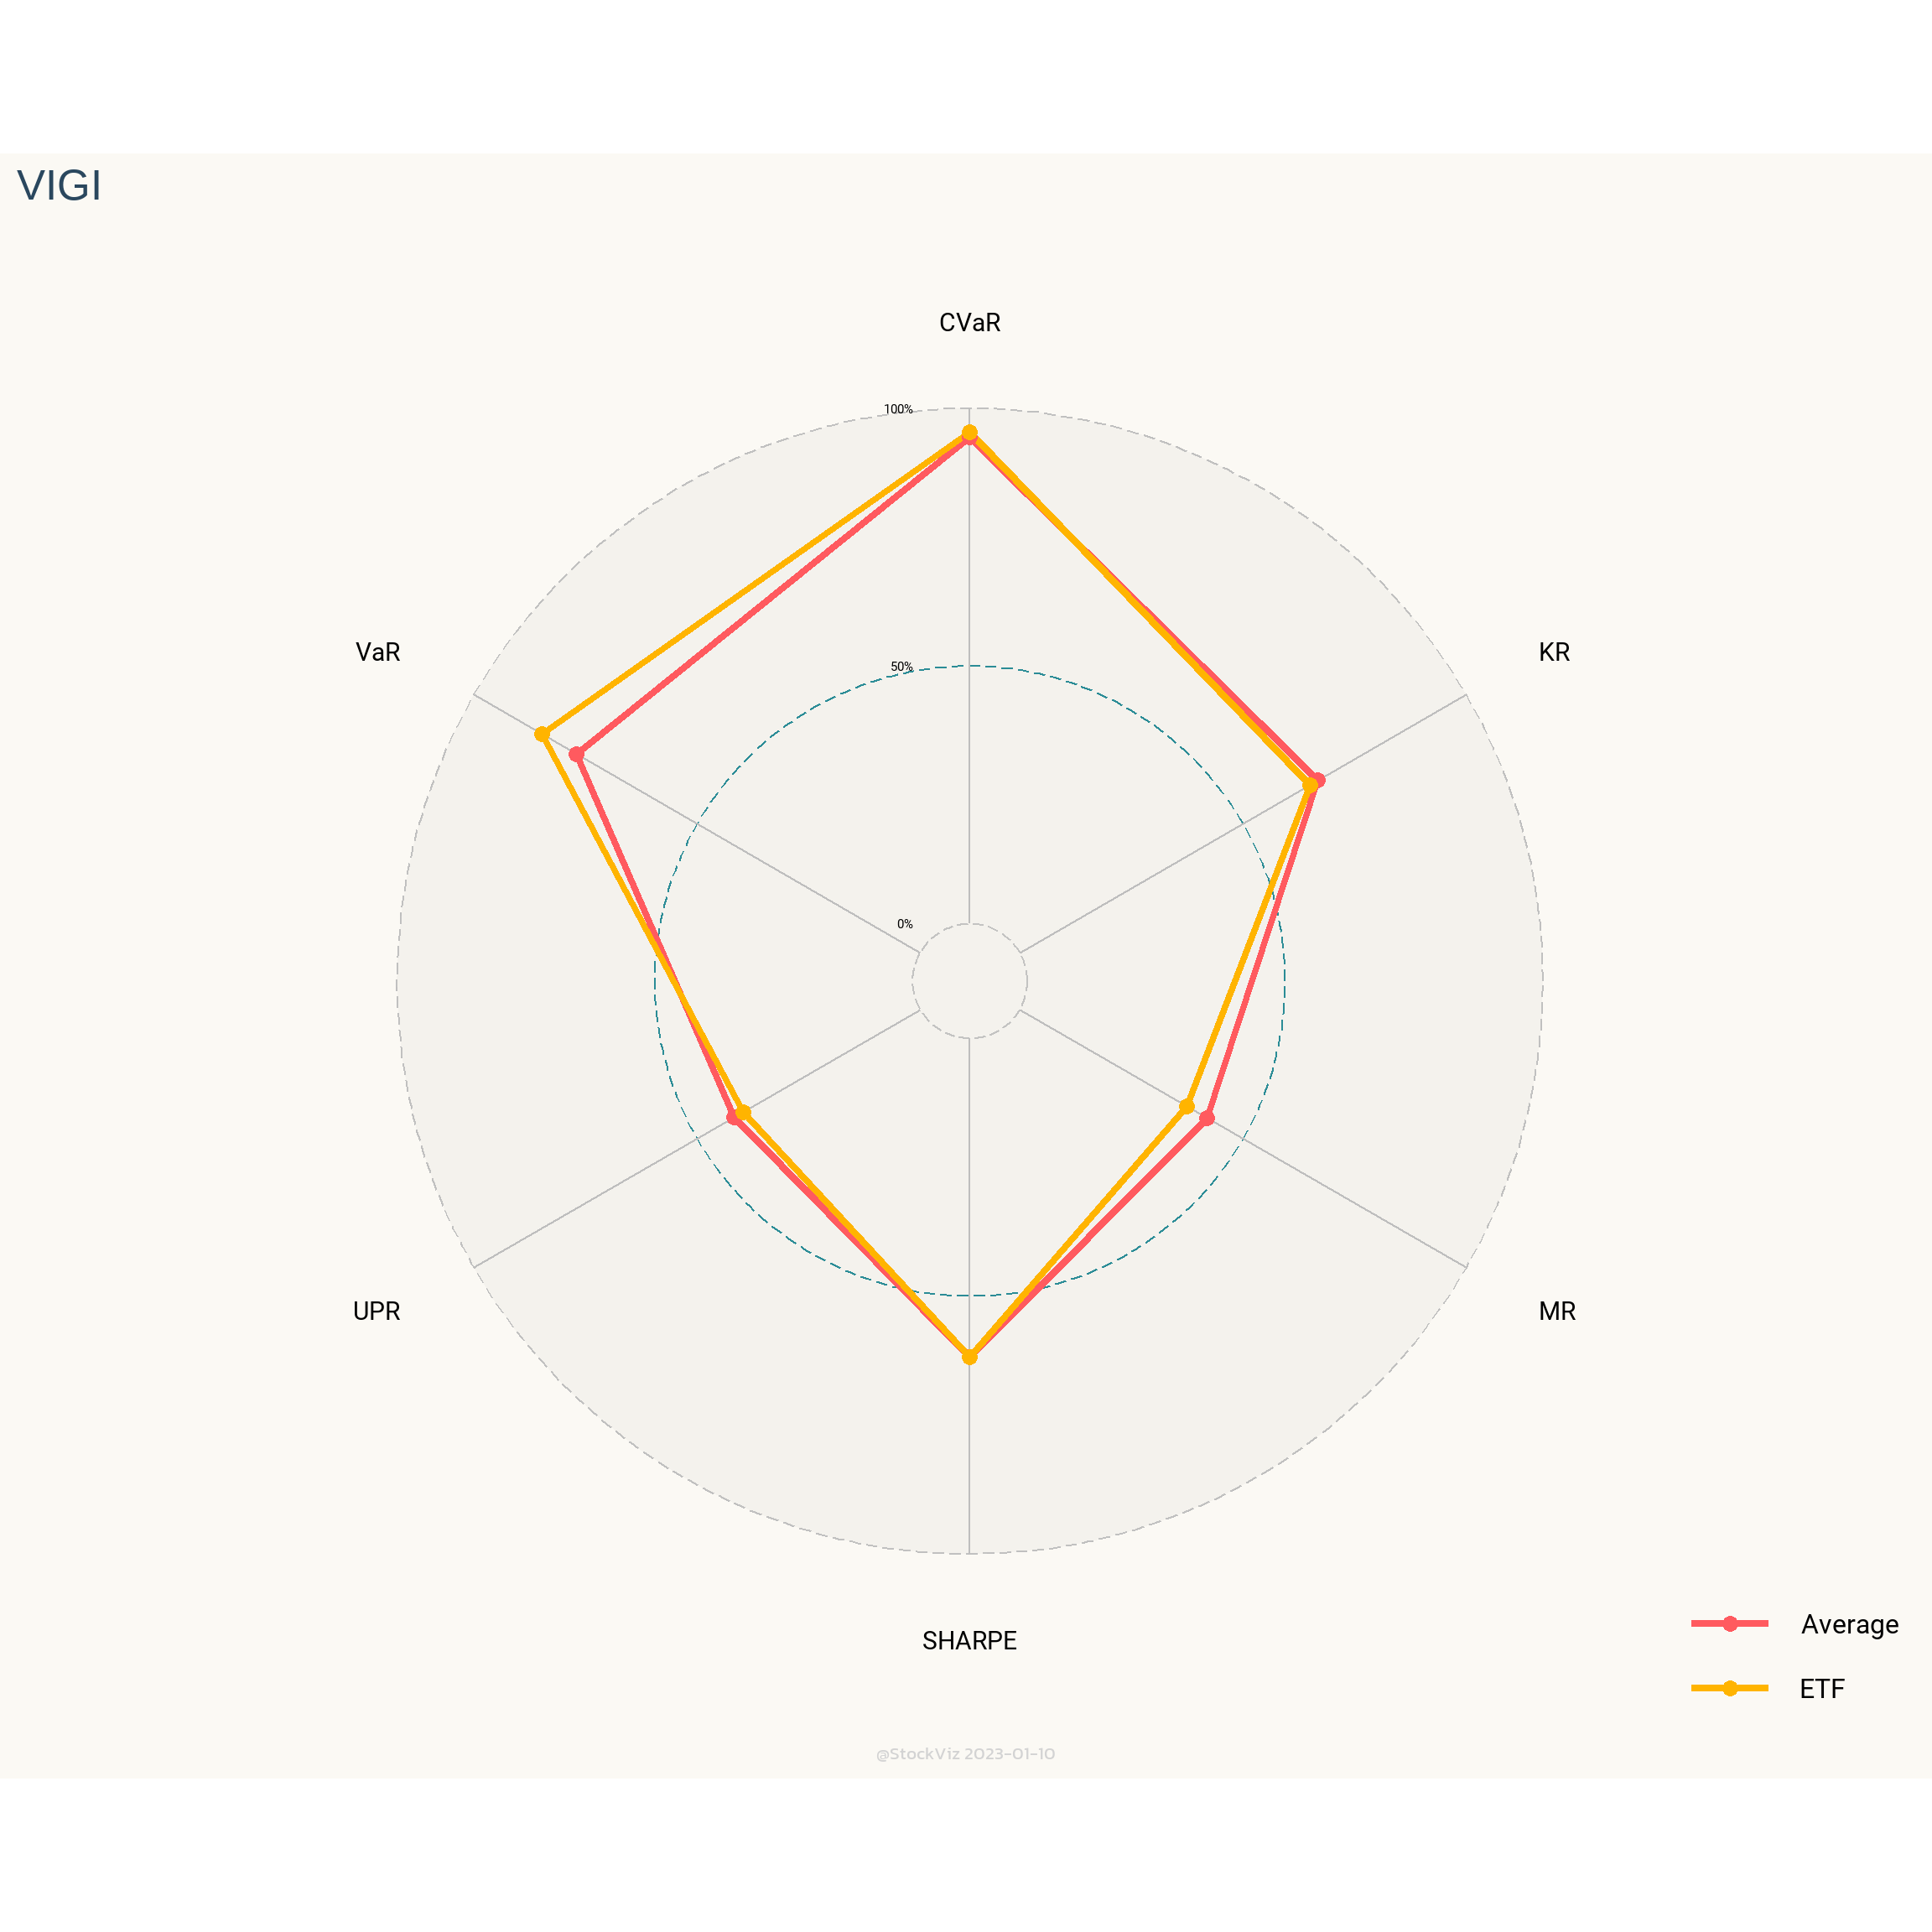 VIGI
CVaR
100%
VaR
50%
KR
0%
UPR
MR
SHARPE
Average
ETF
@StockViz 2023-01-10